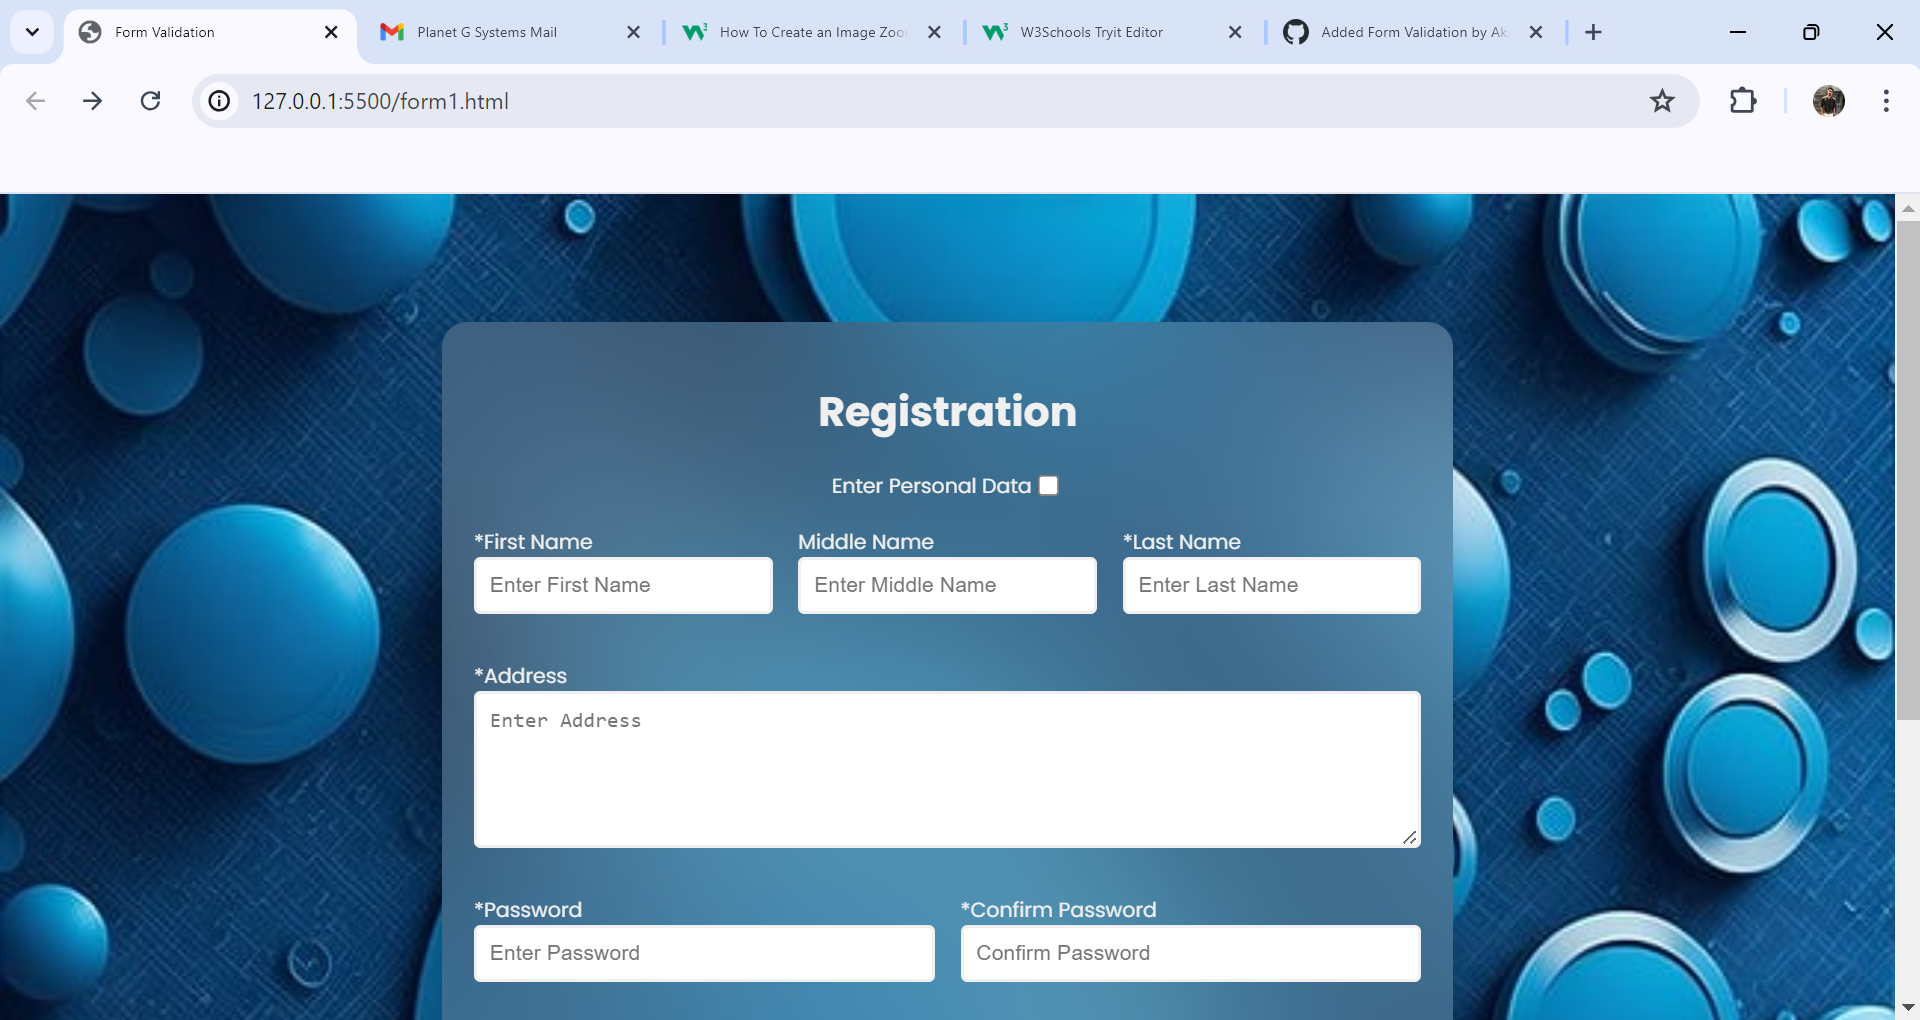 Form Validation
Planet G Systems Mail
How To Create an Image Zoo
W3Schools Tryit Editor
Added Form Validation by Ak
127.0.0.1:5500/form1.html
Registration
Enter Personal Data
*First Name
Middle Name
*Last Name
Enter First Name
Enter Middle Name
Enter Last Name
*Address
Enter Address
*Password
*Confirm Password
Enter Password
Confirm Password